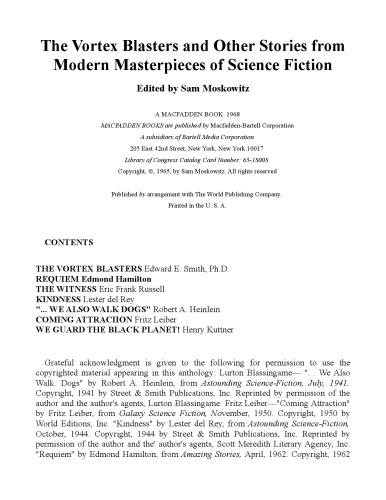 The Vortex Blasters and Other Stories from
Modern Masterpieces of Science Fiction
Edited by Sam Moskowitz
A MACFADDEN BOOK 1968
MACFADDEN BOOKS are published by Macfadden-Bartell Corporation
A subsidiary of Bartell Media Corporation
205 East 42nd Street, New York, New York 10017
Library of Congress Catalog Card Number: 65-18008
Copyright, ©, 1965, by Sam Moskowitz. All rights reserved
Published by arrangement with The World Publishing Company.
Printed in the U. S. A.
CONTENTS
THE VORTEX BLASTERS Edward E. Smith, Ph.D.
REQUIEM Edmond Hamilton
THE WITNESS Eric Frank Russell
KINDNESS Lester del Rey
"... WE ALSO WALK DOGS" Robert A. Heinlein
COMING ATTRACIION Fritz Leiber
WE GUARD THE BLACK PLANET! Henry Kuttner
Grateful acknowledgment is given to the following for permission to use the
copyrighted material appearing in this anthology: Lurton Blassingame— ". . We Also
Walk. Dogs" by Robert A. Heinlein, from Astounding Science-Fiction, July, 1941.
Copyright, 1941 by Street & Smith Publications, Inc. Reprinted by permission of the
author and the author's agents, Lurton Blassingame. Fritz Leiber—"Coming Attraction"
by Fritz Leiber, from Galaxy Science Fiction, November, 1950. Copyright, 1950 by
World Editions, Inc. "Kindness" by Lester del Rey, from Astounding Science-Fiction,
October, 1944. Copyright, 1944 by Street & Smith Publications, Inc. Reprinted by
permission of the author and the' author's agents, Scott Meredith Literary Agency, Inc.
"Requiem" by Edmond Hamilton, from Amazing Stories, April, 1962. Copyright, 1962